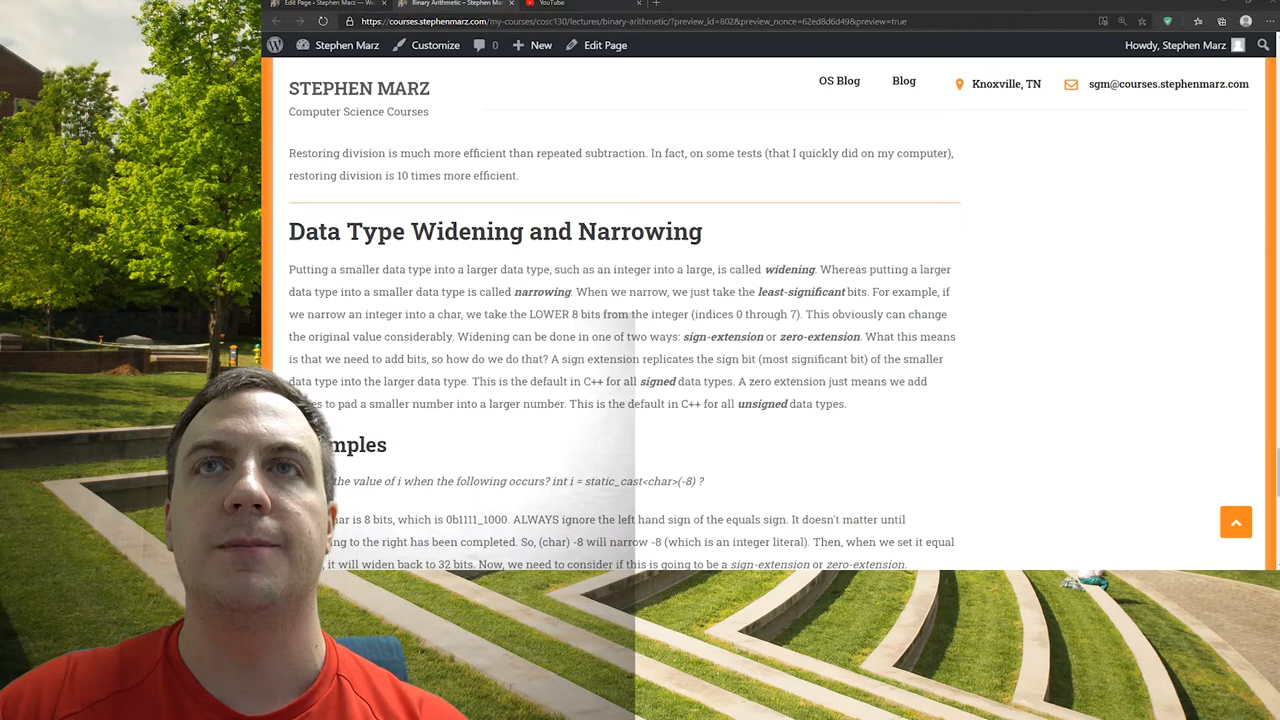 Edit Page ‹ Stephen Marz — Wo
Binary Arithmetic – Stephen M
YouTube
https://courses.stephenmarz.com/my-courses/cosc130/lectures/binary-arithmetic/?preview_id=802&preview_nonce=62ed8d6d49&preview=true
Stephen Marz
Customize
0
New
Edit Page
Howdy, Stephen Marz
STEPHEN MARZ
Computer Science Courses
OS Blog
Blog
Knoxville, TN
sgm@courses.stephenmarz.com
Restoring division is much more efficient than repeated subtraction. In fact, on some tests (that I quickly did on my computer),
restoring division is 10 times more efficient.
Data Type Widening and Narrowing
Putting a smaller data type into a larger data type, such as an integer into a large, is called widening. Whereas putting a larger
data type into a smaller data type is called narrowing. When we narrow, we just take the least-significant bits. For example, if
we narrow an integer into a char, we take the LOWER 8 bits from the integer (indices 0 through 7). This obviously can change
the original value considerably. Widening can be done in one of two ways: sign-extension or zero-extension. What this means
is that we need to add bits, so how do we do that? A sign extension replicates the sign bit (most significant bit) of the smaller
data type into the larger data type. This is the default in C++ for all signed data types. A zero extension just means we add
to pad a smaller number into a larger number. This is the default in C++ for all unsigned data types.
mples
the value of i when the following occurs? int i = static_cast<char>(-8) ?
is 8 bits, which is 0b1111_1000. ALWAYS ignore the left hand sign of the equals sign. It doesn't matter until
to the right has been completed. So, (char) -8 will narrow -8 (which is an integer literal). Then, when we set it equal
it will widen back to 32 bits. Now, we need to consider if this is going to be a sign-extension or zero-extension.